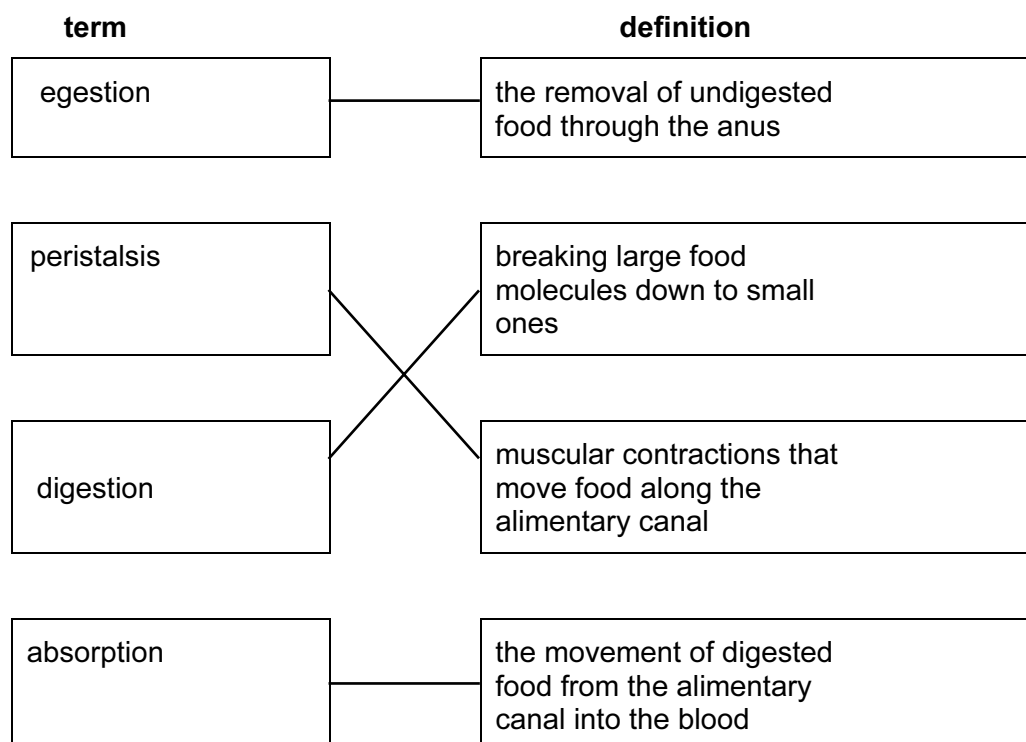 term
definition
egestion
the removal of undigested
food through the anus
peristalsis
breaking large food
molecules down to small
ones
digestion
muscular contractions that
move food along the
alimentary canal
absorption
the movement of digested
food from the alimentary
canal into the blood